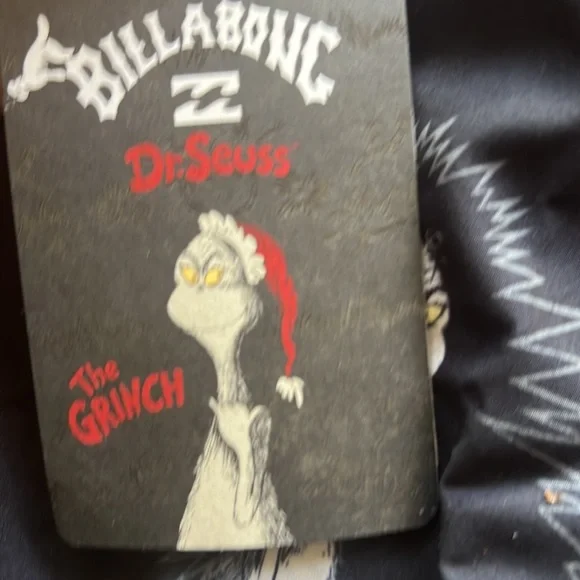 BILLABONG
Dr. Seuss
The
GRINCH